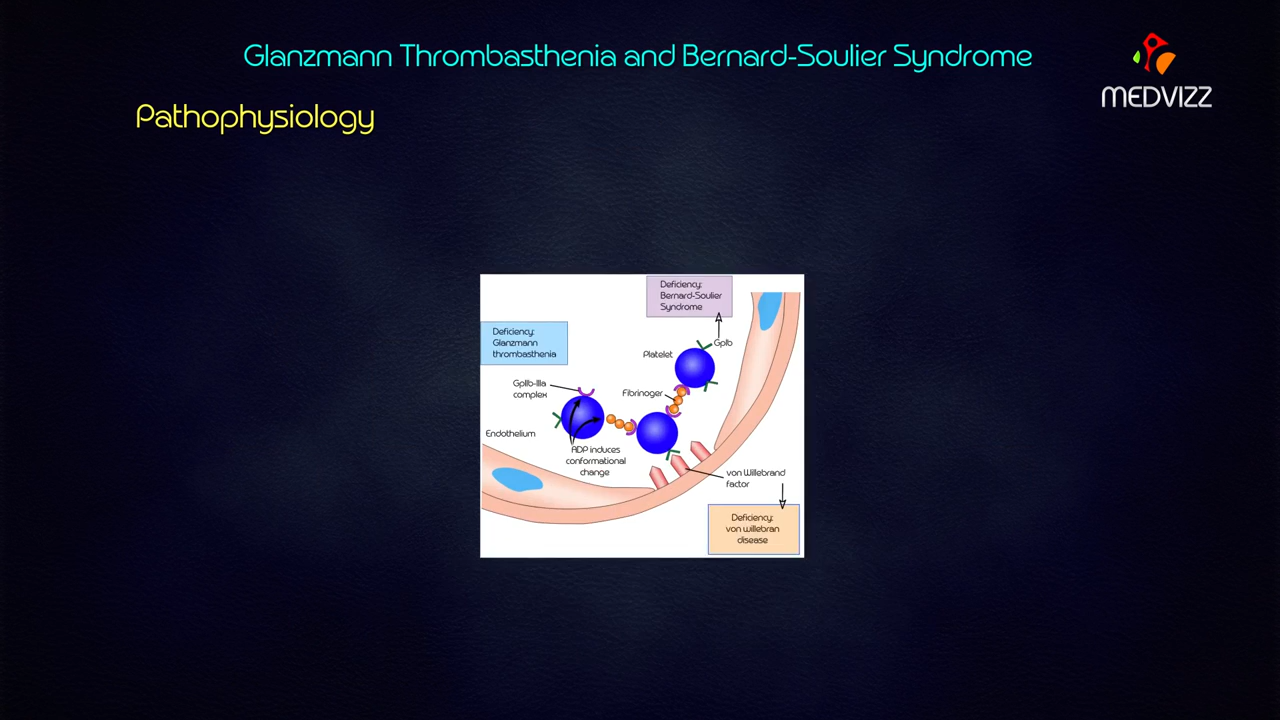 Glanzmann Thrombasthenia and Bernard-Soulier Syndrome
MEDVIZZ
Pathophysiology
Deficiency:
Bernard-Soulier
Syndrome
Deficiency:
Glanzmann
thrombasthenia
GpIb
Platelet
GpIIb-IIIa
complex
Fibrinoger
Endothelium
ADP induces
conformational
change
von Willebrand
factor
Deficiency:
von willebran
disease